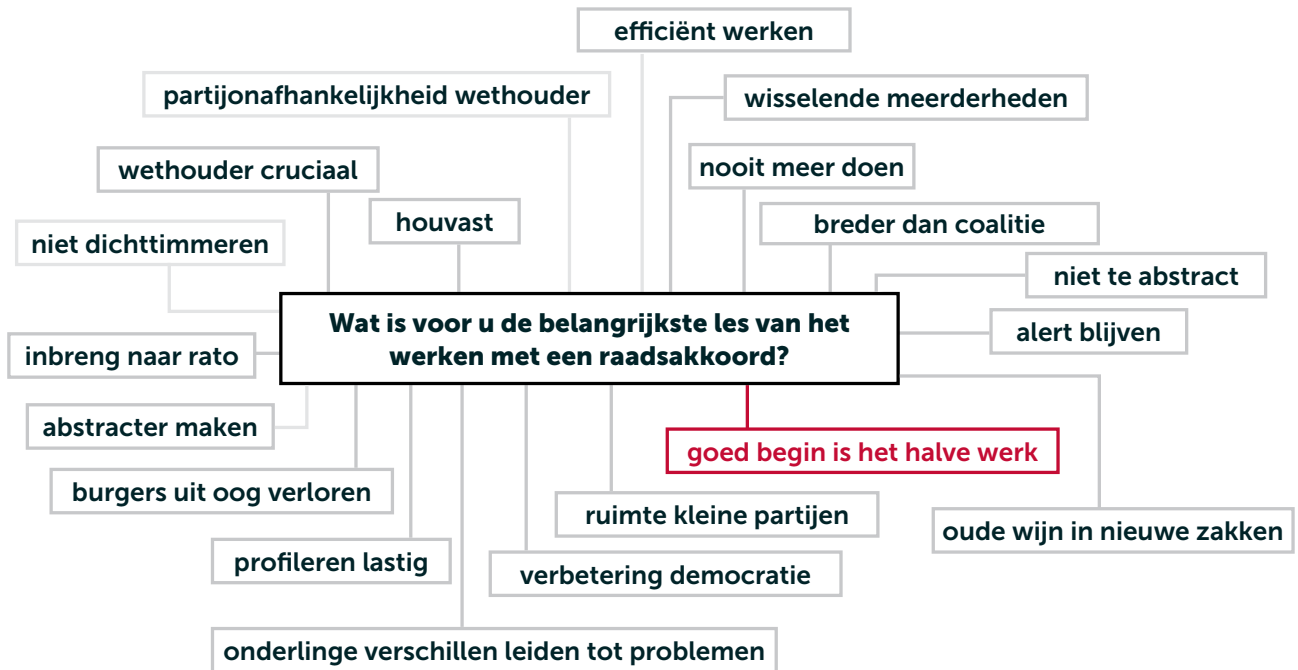 efficiënt werken
partijonafhankelijkheid wethouder
wisselende meerderheden
wethouder cruciaal
nooit meer doen
houvast
breder dan coalitie
niet dichttimmeren
niet te abstract
Wat is voor u de belangrijkste les van het
werken met een raadsakkoord?
alert blijven
inbreng naar rato
abstracter maken
goed begin is het halve werk
burgers uit oog verloren
ruimte kleine partijen
oude wijn in nieuwe zakken
profileren lastig
verbetering democratie
onderlinge verschillen leiden tot problemen